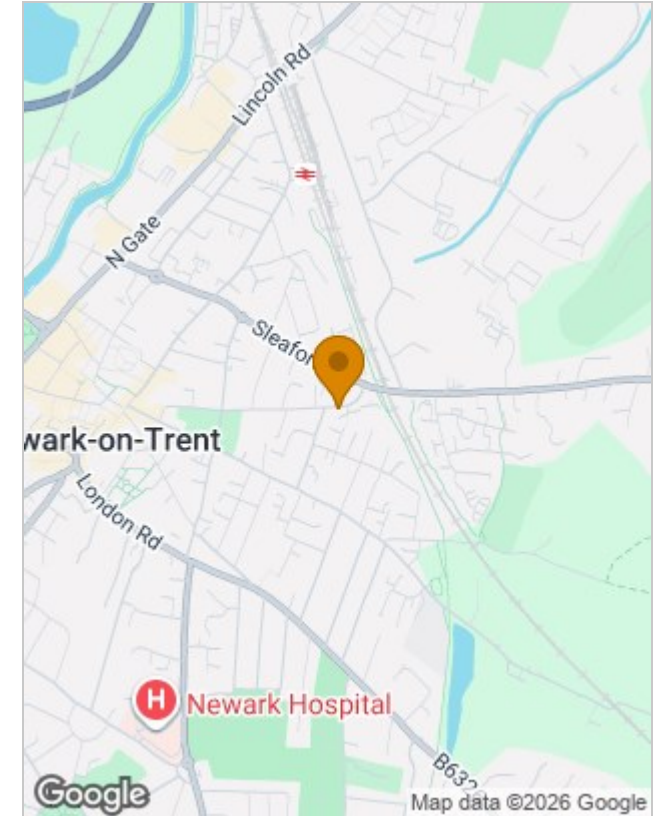 Lincoln Rd
N Gate
Sleafor
wark-on-Trent
London Rd
H Newark Hospital
B632
Google
Map data ©2026 Google